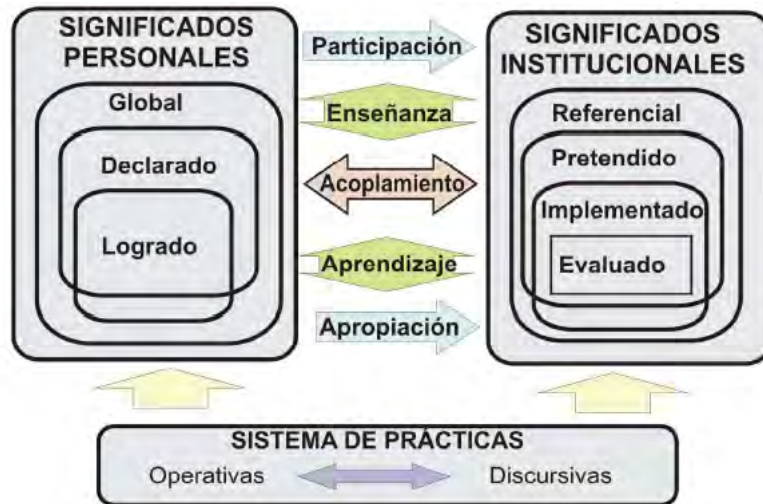 SIGNIFICADOS
PERSONALES
Global
Declarado
Logrado
Participación
Enseñanza
Acoplamiento
Aprendizaje
Apropiación
SIGNIFICADOS
INSTITUCIONALES
Referencial
Pretendido
Implementado
Evaluado
SISTEMA DE PRÁCTICAS
Operativas
Discursivas